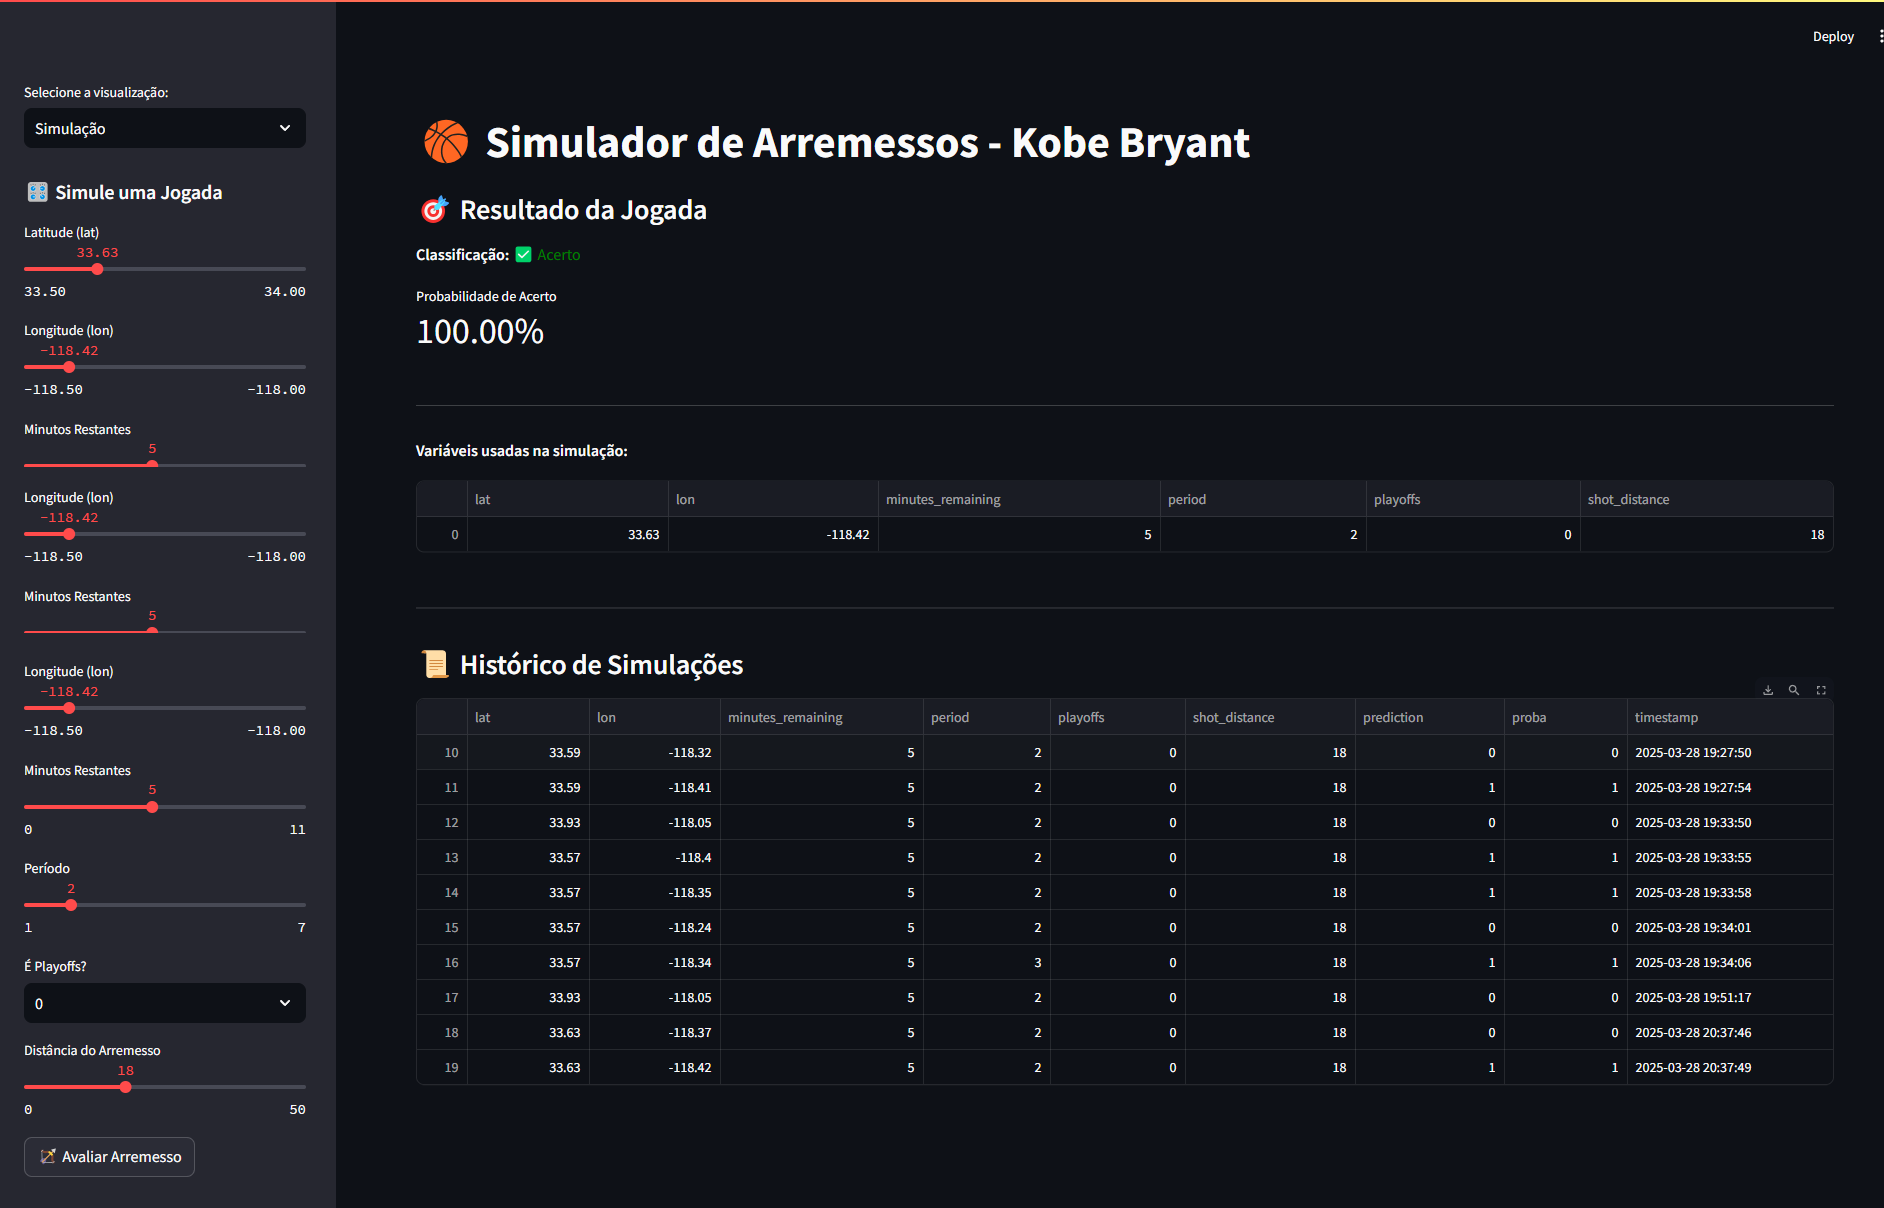 Deploy
Selecione a visualização:
Simulação
Simule uma Jogada
Latitude (lat)
33.63
33.50 34.00
Longitude (lon)
-118.42
-118.50 -118.00
Minutos Restantes
5
Longitude (lon)
-118.42
-118.50 -118.00
Minutos Restantes
5
Longitude (lon)
-118.42
-118.50 -118.00
Minutos Restantes
5
0 11
Período
2
1 7
É Playoffs?
0
Distância do Arremesso
18
0 50
Avaliar Arremesso
Simulador de Arremessos - Kobe Bryant
Resultado da Jogada
Classificação: Acerto
Probabilidade de Acerto
100.00%
Variáveis usadas na simulação:
lat lon minutes_remaining period playoffs shot_distance
0 33.63 -118.42 5 2 0 18
Histórico de Simulações
lat lon minutes_remaining period playoffs shot_distance prediction proba timestamp
10 33.59 -118.32 5 2 0 18 0 0 2025-03-28 19:27:50
11 33.59 -118.41 5 2 0 18 1 1 2025-03-28 19:27:54
12 33.93 -118.05 5 2 0 18 0 0 2025-03-28 19:33:50
13 33.57 -118.4 5 2 0 18 1 1 2025-03-28 19:33:55
14 33.57 -118.35 5 2 0 18 1 1 2025-03-28 19:33:58
15 33.57 -118.24 5 2 0 18 0 0 2025-03-28 19:34:01
16 33.57 -118.34 5 3 0 18 1 1 2025-03-28 19:34:06
17 33.93 -118.05 5 2 0 18 0 0 2025-03-28 19:51:17
18 33.63 -118.37 5 2 0 18 0 0 2025-03-28 20:37:46
19 33.63 -118.42 5 2 0 18 1 1 2025-03-28 20:37:49